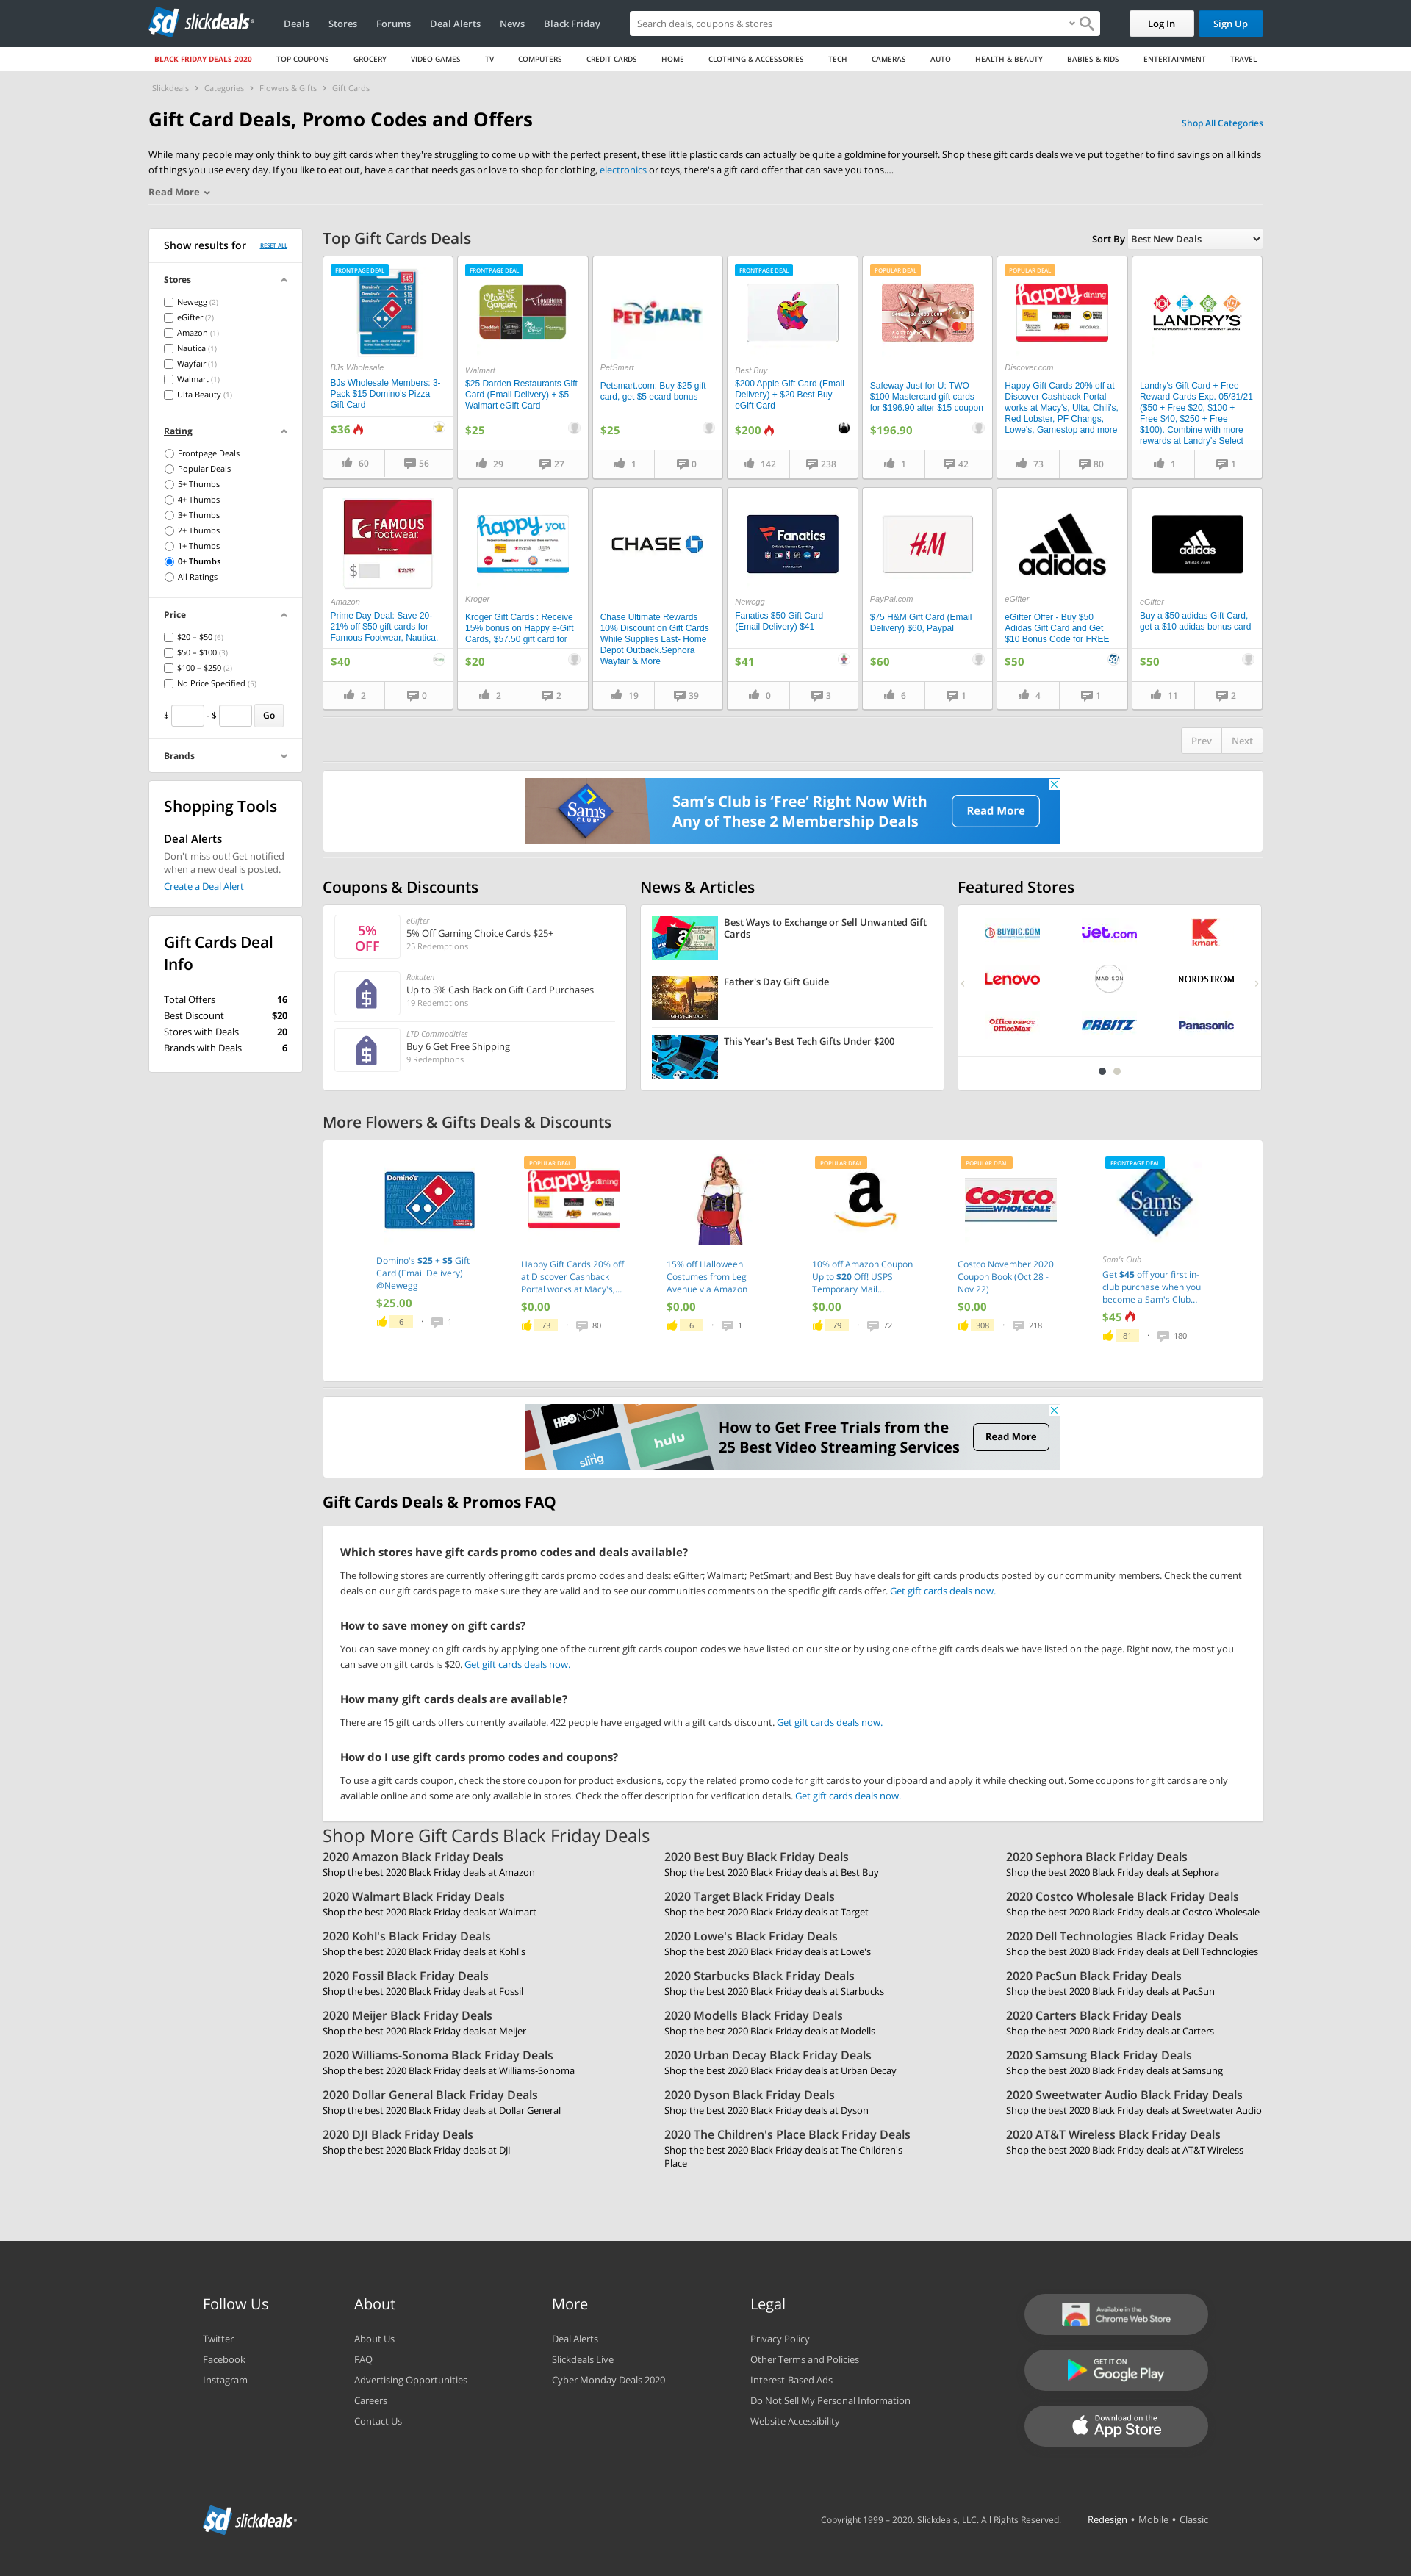 sd slickdeals
Deals
Stores
Forums
Deal Alerts
News
Black Friday
Search deals, coupons & stores
Log In
Sign Up
BLACK FRIDAY DEALS 2020
TOP COUPONS
GROCERY
VIDEO GAMES
TV
COMPUTERS
CREDIT CARDS
HOME
CLOTHING & ACCESSORIES
TECH
CAMERAS
AUTO
HEALTH & BEAUTY
BABIES & KIDS
ENTERTAINMENT
TRAVEL
Slickdeals > Categories > Flowers & Gifts > Gift Cards
Gift Card Deals, Promo Codes and Offers
Shop All Categories
While many people may only think to buy gift cards when they're struggling to come up with the perfect present, these little plastic cards can actually be quite a goldmine for yourself. Shop these gift cards deals we've put together to find savings on all kinds
of things you use every day. If you like to eat out, have a car that needs gas or love to shop for clothing, electronics or toys, there's a gift card offer that can save you tons....
Read More
Show results for
RESET ALL
Stores
Newegg (2)
eGifter (2)
Amazon (1)
Nautica (1)
Wayfair (1)
Walmart (1)
Ulta Beauty (1)
Rating
Frontpage Deals
Popular Deals
5+ Thumbs
4+ Thumbs
3+ Thumbs
2+ Thumbs
1+ Thumbs
0+ Thumbs
All Ratings
Price
$20 – $50 (6)
$50 – $100 (3)
$100 – $250 (2)
No Price Specified (5)
$ - $ Go
Brands
Shopping Tools
Deal Alerts
Don't miss out! Get notified
when a new deal is posted.
Create a Deal Alert
Gift Cards Deal
Info
Total Offers 16
Best Discount $20
Stores with Deals 20
Brands with Deals 6
Top Gift Cards Deals
Sort By Best New Deals
FRONTPAGE DEAL
Domino's $45
$15
$15
$15
BJs Wholesale
BJs Wholesale Members: 3-
Pack $15 Domino's Pizza
Gift Card
$36
60 56
FRONTPAGE DEAL
Olive Garden
Walmart
$25 Darden Restaurants Gift
Card (Email Delivery) + $5
Walmart eGift Card
$25
29 27
PETSMART
PetSmart
Petsmart.com: Buy $25 gift
card, get $5 ecard bonus
$25
1 0
FRONTPAGE DEAL
Best Buy
$200 Apple Gift Card (Email
Delivery) + $20 Best Buy
eGift Card
$200
142 238
POPULAR DEAL
Safeway Just for U: TWO
$100 Mastercard gift cards
for $196.90 after $15 coupon
$196.90
1 42
POPULAR DEAL
happy dining
Discover.com
Happy Gift Cards 20% off at
Discover Cashback Portal
works at Macy's, Ulta, Chili's,
Red Lobster, PF Changs,
Lowe's, Gamestop and more
73 80
LANDRY'S
Landry's Gift Card + Free
Reward Cards Exp. 05/31/21
($50 + Free $20, $100 +
Free $40, $250 + Free
$100). Combine with more
rewards at Landry's Select
1 1
FAMOUS
footwear
$
Amazon
Prime Day Deal: Save 20-
21% off $50 gift cards for
Famous Footwear, Nautica,
$40
2 0
happy you
Kroger
Kroger Gift Cards : Receive
15% bonus on Happy e-Gift
Cards, $57.50 gift card for
$20
2 2
CHASE
Chase Ultimate Rewards
10% Discount on Gift Cards
While Supplies Last- Home
Depot Outback.Sephora
Wayfair & More
19 39
Fanatics
Newegg
Fanatics $50 Gift Card
(Email Delivery) $41
$41
0 3
H&M
PayPal.com
$75 H&M Gift Card (Email
Delivery) $60, Paypal
$60
6 1
adidas
eGifter
eGifter Offer - Buy $50
Adidas Gift Card and Get
$10 Bonus Code for FREE
$50
4 1
adidas
adidas.com
eGifter
Buy a $50 adidas Gift Card,
get a $10 adidas bonus card
$50
11 2
Prev Next
Sam's CLUB
Sam's Club is 'Free' Right Now With
Any of These 2 Membership Deals
Read More
Coupons & Discounts
5%
OFF
eGifter
5% Off Gaming Choice Cards $25+
25 Redemptions
Rakuten
Up to 3% Cash Back on Gift Card Purchases
19 Redemptions
LTD Commodities
Buy 6 Get Free Shipping
9 Redemptions
News & Articles
Best Ways to Exchange or Sell Unwanted Gift
Cards
GIFTS FOR DAD
Father's Day Gift Guide
This Year's Best Tech Gifts Under $200
Featured Stores
BUYDIG.COM
jet.com
kmart
Lenovo
MADISON
NORDSTROM
Office DEPOT
OfficeMax
ORBITZ
Panasonic
More Flowers & Gifts Deals & Discounts
Domino's
Domino's $25 + $5 Gift
Card (Email Delivery)
@Newegg
$25.00
6 · 1
POPULAR DEAL
happy dining
Happy Gift Cards 20% off
at Discover Cashback
Portal works at Macy's,...
$0.00
73 · 80
15% off Halloween
Costumes from Leg
Avenue via Amazon
$0.00
6 · 1
POPULAR DEAL
a
10% off Amazon Coupon
Up to $20 Off! USPS
Temporary Mail...
$0.00
79 · 72
POPULAR DEAL
COSTCO
WHOLESALE
Costco November 2020
Coupon Book (Oct 28 -
Nov 22)
$0.00
308 · 218
FRONTPAGE DEAL
Sam's CLUB
Sam's Club
Get $45 off your first in-
club purchase when you
become a Sam's Club...
$45
81 · 180
HBO NOW
hulu
sling
How to Get Free Trials from the
25 Best Video Streaming Services
Read More
Gift Cards Deals & Promos FAQ
Which stores have gift cards promo codes and deals available?
The following stores are currently offering gift cards promo codes and deals: eGifter; Walmart; PetSmart; and Best Buy have deals for gift cards products posted by our community members. Check the current
deals on our gift cards page to make sure they are valid and to see our communities comments on the specific gift cards offer. Get gift cards deals now.
How to save money on gift cards?
You can save money on gift cards by applying one of the current gift cards coupon codes we have listed on our site or by using one of the gift cards deals we have listed on the page. Right now, the most you
can save on gift cards is $20. Get gift cards deals now.
How many gift cards deals are available?
There are 15 gift cards offers currently available. 422 people have engaged with a gift cards discount. Get gift cards deals now.
How do I use gift cards promo codes and coupons?
To use a gift cards coupon, check the store coupon for product exclusions, copy the related promo code for gift cards to your clipboard and apply it while checking out. Some coupons for gift cards are only
available online and some are only available in stores. Check the offer description for verification details. Get gift cards deals now.
Shop More Gift Cards Black Friday Deals
2020 Amazon Black Friday Deals
Shop the best 2020 Black Friday deals at Amazon
2020 Best Buy Black Friday Deals
Shop the best 2020 Black Friday deals at Best Buy
2020 Sephora Black Friday Deals
Shop the best 2020 Black Friday deals at Sephora
2020 Walmart Black Friday Deals
Shop the best 2020 Black Friday deals at Walmart
2020 Target Black Friday Deals
Shop the best 2020 Black Friday deals at Target
2020 Costco Wholesale Black Friday Deals
Shop the best 2020 Black Friday deals at Costco Wholesale
2020 Kohl's Black Friday Deals
Shop the best 2020 Black Friday deals at Kohl's
2020 Lowe's Black Friday Deals
Shop the best 2020 Black Friday deals at Lowe's
2020 Dell Technologies Black Friday Deals
Shop the best 2020 Black Friday deals at Dell Technologies
2020 Fossil Black Friday Deals
Shop the best 2020 Black Friday deals at Fossil
2020 Starbucks Black Friday Deals
Shop the best 2020 Black Friday deals at Starbucks
2020 PacSun Black Friday Deals
Shop the best 2020 Black Friday deals at PacSun
2020 Meijer Black Friday Deals
Shop the best 2020 Black Friday deals at Meijer
2020 Modells Black Friday Deals
Shop the best 2020 Black Friday deals at Modells
2020 Carters Black Friday Deals
Shop the best 2020 Black Friday deals at Carters
2020 Williams-Sonoma Black Friday Deals
Shop the best 2020 Black Friday deals at Williams-Sonoma
2020 Urban Decay Black Friday Deals
Shop the best 2020 Black Friday deals at Urban Decay
2020 Samsung Black Friday Deals
Shop the best 2020 Black Friday deals at Samsung
2020 Dollar General Black Friday Deals
Shop the best 2020 Black Friday deals at Dollar General
2020 Dyson Black Friday Deals
Shop the best 2020 Black Friday deals at Dyson
2020 Sweetwater Audio Black Friday Deals
Shop the best 2020 Black Friday deals at Sweetwater Audio
2020 DJI Black Friday Deals
Shop the best 2020 Black Friday deals at DJI
2020 The Children's Place Black Friday Deals
Shop the best 2020 Black Friday deals at The Children's
Place
2020 AT&T Wireless Black Friday Deals
Shop the best 2020 Black Friday deals at AT&T Wireless
Follow Us
Twitter
Facebook
Instagram
About
About Us
FAQ
Advertising Opportunities
Careers
Contact Us
More
Deal Alerts
Slickdeals Live
Cyber Monday Deals 2020
Legal
Privacy Policy
Other Terms and Policies
Interest-Based Ads
Do Not Sell My Personal Information
Website Accessibility
Available in the
Chrome Web Store
GET IT ON
Google Play
Download on the
App Store
sd slickdeals
Copyright 1999 – 2020. Slickdeals, LLC. All Rights Reserved.
Redesign • Mobile • Classic